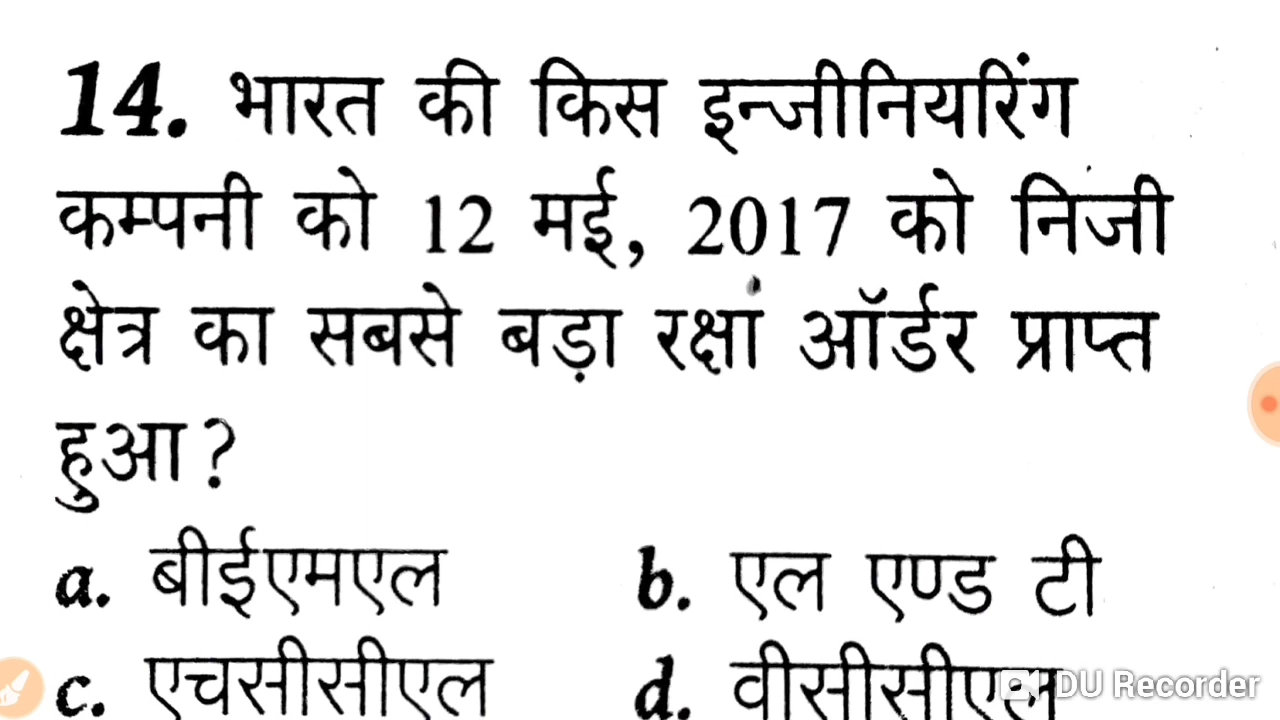 14. भारत की किस इन्जीनियरिंग
कम्पनी को 12 मई, 2017 को निजी
क्षेत्र का सबसे बड़ा रक्षा ऑर्डर प्राप्त
हुआ?
a. बीईएमएल b. एल एण्ड टी
c. एचसीसीएल d. वीसीसीएल
DU Recorder